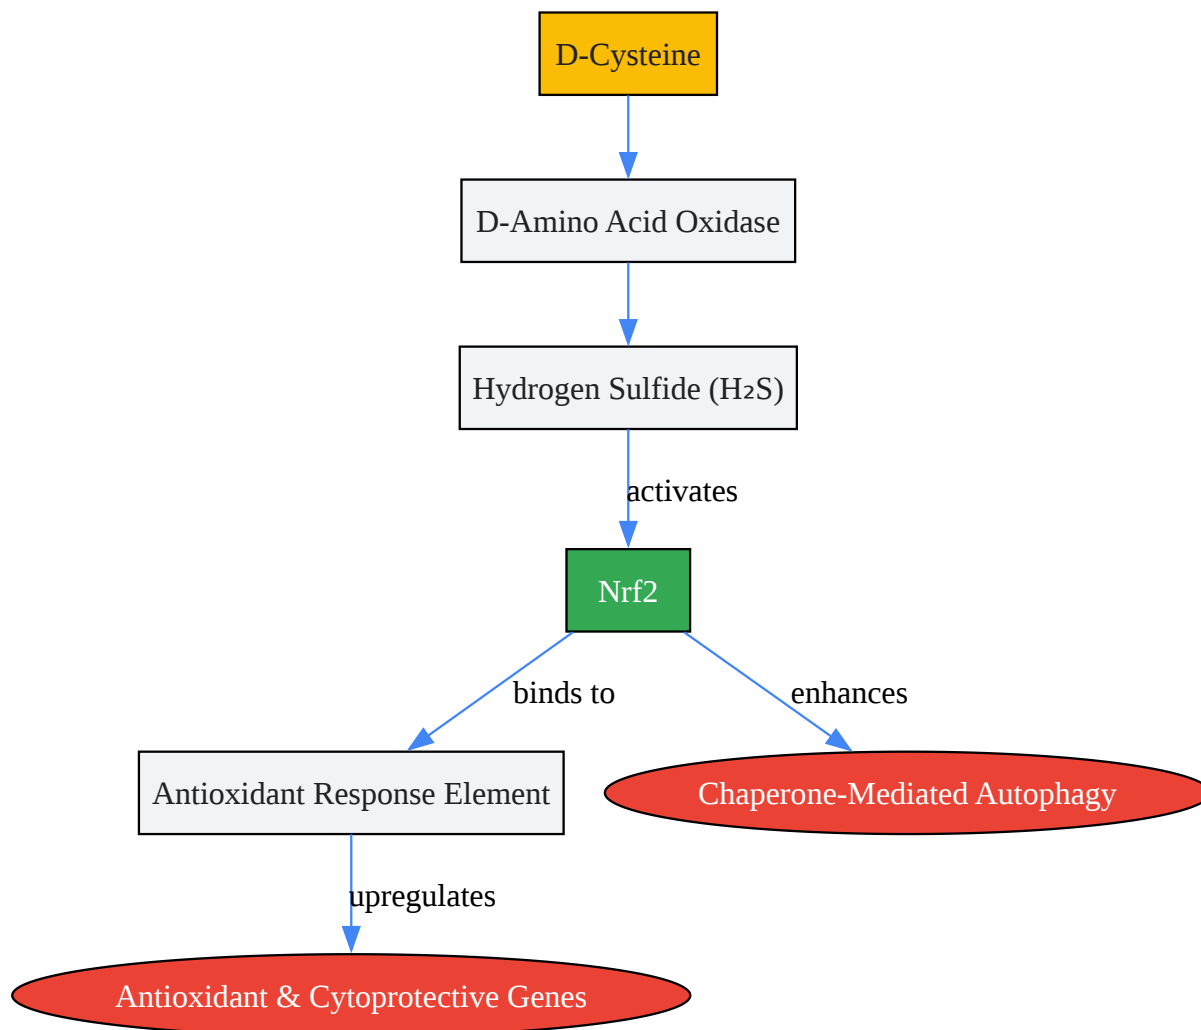 D-Cysteine
D-Amino Acid Oxidase
Hydrogen Sulfide (H₂S)
activates
Nrf2
binds to
enhances
Antioxidant Response Element
Chaperone-Mediated Autophagy
upregulates
Antioxidant & Cytoprotective Genes